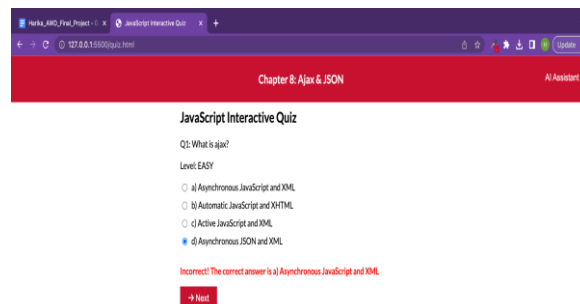 Harika_AWD_Final_Project - G
JavaScript Interactive Quiz
127.0.0.1:5500/quiz.html
Update
Chapter 8: Ajax & JSON
AI Assistant
JavaScript Interactive Quiz
Q1: What is ajax?
Level: EASY
a) Asynchronous JavaScript and XML
b) Automatic JavaScript and XHTML
c) Active JavaScript and XML
d) Asynchronous JSON and XML
Incorrect! The correct answer is a) Asynchronous JavaScript and XML
→ Next